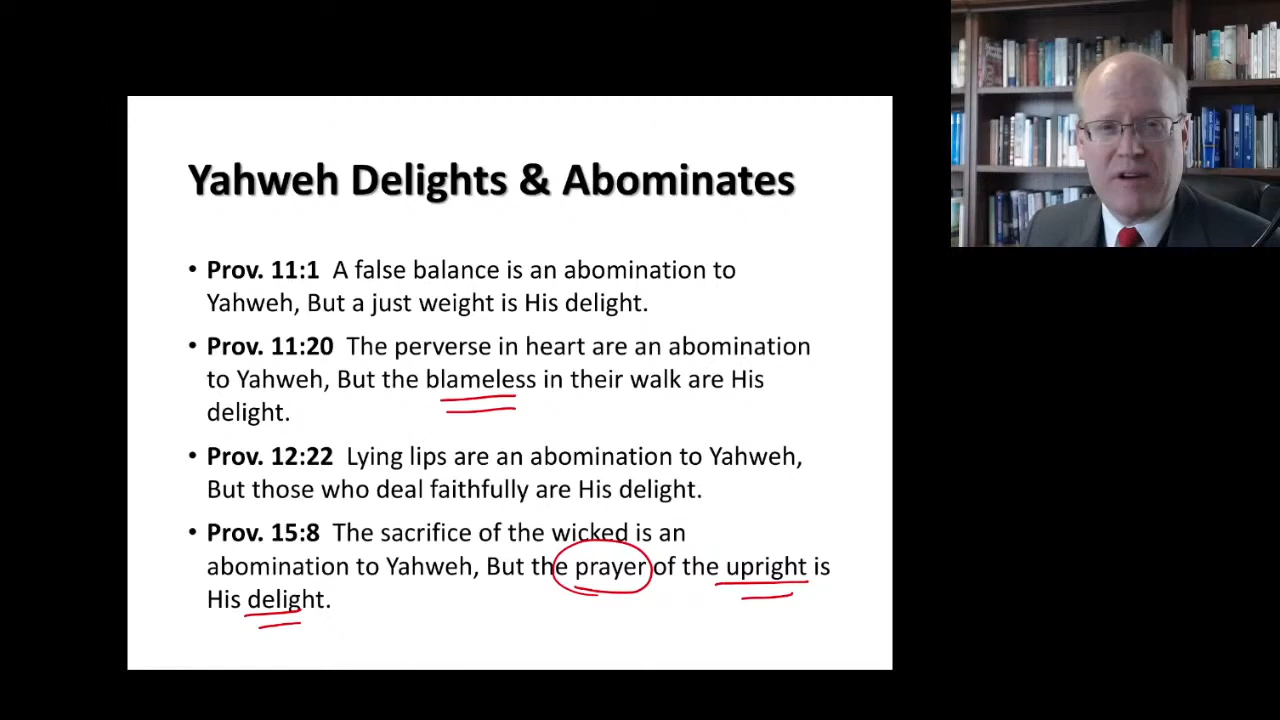 Yahweh Delights & Abominates
• Prov. 11:1 A false balance is an abomination to
Yahweh, But a just weight is His delight.
• Prov. 11:20 The perverse in heart are an abomination
to Yahweh, But the blameless in their walk are His
delight.
• Prov. 12:22 Lying lips are an abomination to Yahweh,
But those who deal faithfully are His delight.
• Prov. 15:8 The sacrifice of the wicked is an
abomination to Yahweh, But the prayer of the upright is
His delight.